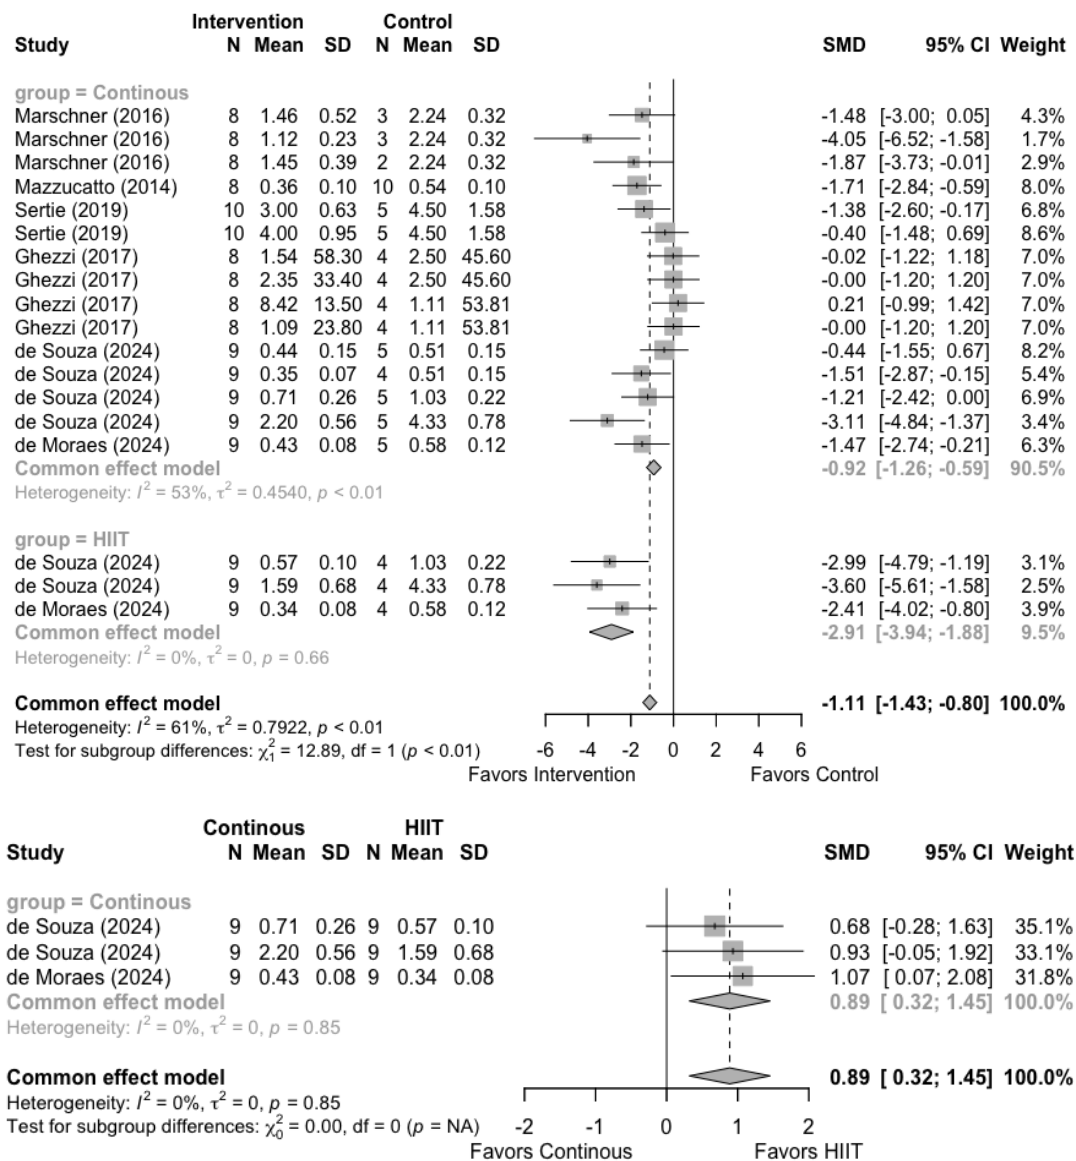 Intervention Control
Study N Mean SD N Mean SD SMD 95% CI Weight
group = Continous
Marschner (2016) 8 1.46 0.52 3 2.24 0.32 -1.48 [-3.00; 0.05] 4.3%
Marschner (2016) 8 1.12 0.23 3 2.24 0.32 -4.05 [-6.52; -1.58] 1.7%
Marschner (2016) 8 1.45 0.39 2 2.24 0.32 -1.87 [-3.73; -0.01] 2.9%
Mazzucatto (2014) 8 0.36 0.10 10 0.54 0.10 -1.71 [-2.84; -0.59] 8.0%
Sertie (2019) 10 3.00 0.63 5 4.50 1.58 -1.38 [-2.60; -0.17] 6.8%
Sertie (2019) 10 4.00 0.95 5 4.50 1.58 -0.40 [-1.48; 0.69] 8.6%
Ghezzi (2017) 8 1.54 58.30 4 2.50 45.60 -0.02 [-1.22; 1.18] 7.0%
Ghezzi (2017) 8 2.35 33.40 4 2.50 45.60 -0.00 [-1.20; 1.20] 7.0%
Ghezzi (2017) 8 8.42 13.50 4 1.11 53.81 0.21 [-0.99; 1.42] 7.0%
Ghezzi (2017) 8 1.09 23.80 4 1.11 53.81 -0.00 [-1.20; 1.20] 7.0%
de Souza (2024) 9 0.44 0.15 5 0.51 0.15 -0.44 [-1.55; 0.67] 8.2%
de Souza (2024) 9 0.35 0.07 4 0.51 0.15 -1.51 [-2.87; -0.15] 5.4%
de Souza (2024) 9 0.71 0.26 5 1.03 0.22 -1.21 [-2.42; 0.00] 6.9%
de Souza (2024) 9 2.20 0.56 5 4.33 0.78 -3.11 [-4.84; -1.37] 3.4%
de Moraes (2024) 9 0.43 0.08 5 0.58 0.12 -1.47 [-2.74; -0.21] 6.3%
Common effect model -0.92 [-1.26; -0.59] 90.5%
Heterogeneity: I² = 53%, τ² = 0.4540, p < 0.01
group = HIIT
de Souza (2024) 9 0.57 0.10 4 1.03 0.22 -2.99 [-4.79; -1.19] 3.1%
de Souza (2024) 9 1.59 0.68 4 4.33 0.78 -3.60 [-5.61; -1.58] 2.5%
de Moraes (2024) 9 0.34 0.08 4 0.58 0.12 -2.41 [-4.02; -0.80] 3.9%
Common effect model -2.91 [-3.94; -1.88] 9.5%
Heterogeneity: I² = 0%, τ² = 0, p = 0.66
Common effect model -1.11 [-1.43; -0.80] 100.0%
Heterogeneity: I² = 61%, τ² = 0.7922, p < 0.01
Test for subgroup differences: χ²₁ = 12.89, df = 1 (p < 0.01)
-6 -4 -2 0 2 4 6
Favors Intervention Favors Control
Continous HIIT
Study N Mean SD N Mean SD SMD 95% CI Weight
group = Continous
de Souza (2024) 9 0.71 0.26 9 0.57 0.10 0.68 [-0.28; 1.63] 35.1%
de Souza (2024) 9 2.20 0.56 9 1.59 0.68 0.93 [-0.05; 1.92] 33.1%
de Moraes (2024) 9 0.43 0.08 9 0.34 0.08 1.07 [ 0.07; 2.08] 31.8%
Common effect model 0.89 [ 0.32; 1.45] 100.0%
Heterogeneity: I² = 0%, τ² = 0, p = 0.85
Common effect model 0.89 [ 0.32; 1.45] 100.0%
Heterogeneity: I² = 0%, τ² = 0, p = 0.85
Test for subgroup differences: χ²₀ = 0.00, df = 0 (p = NA)
-2 -1 0 1 2
Favors Continous Favors HIIT